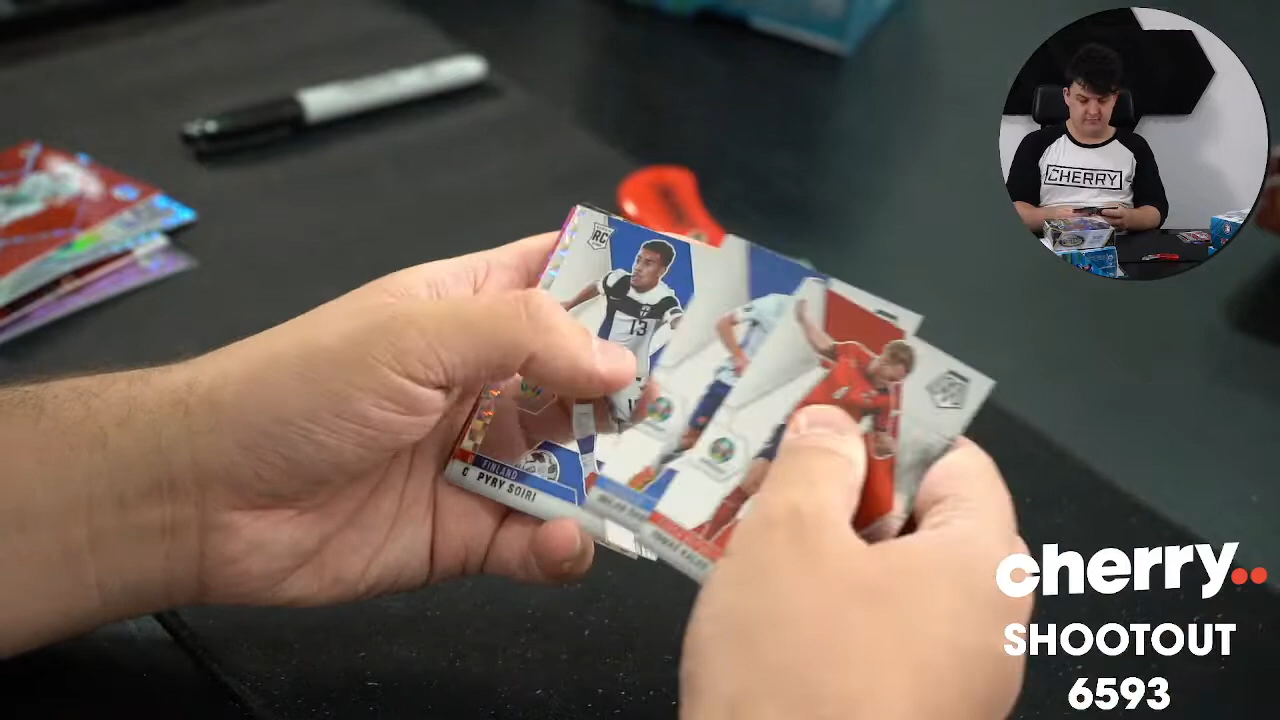 CHERRY
RC
13
FINLAND
PYRY SOIRI
cherry..
SHOOTOUT
6593